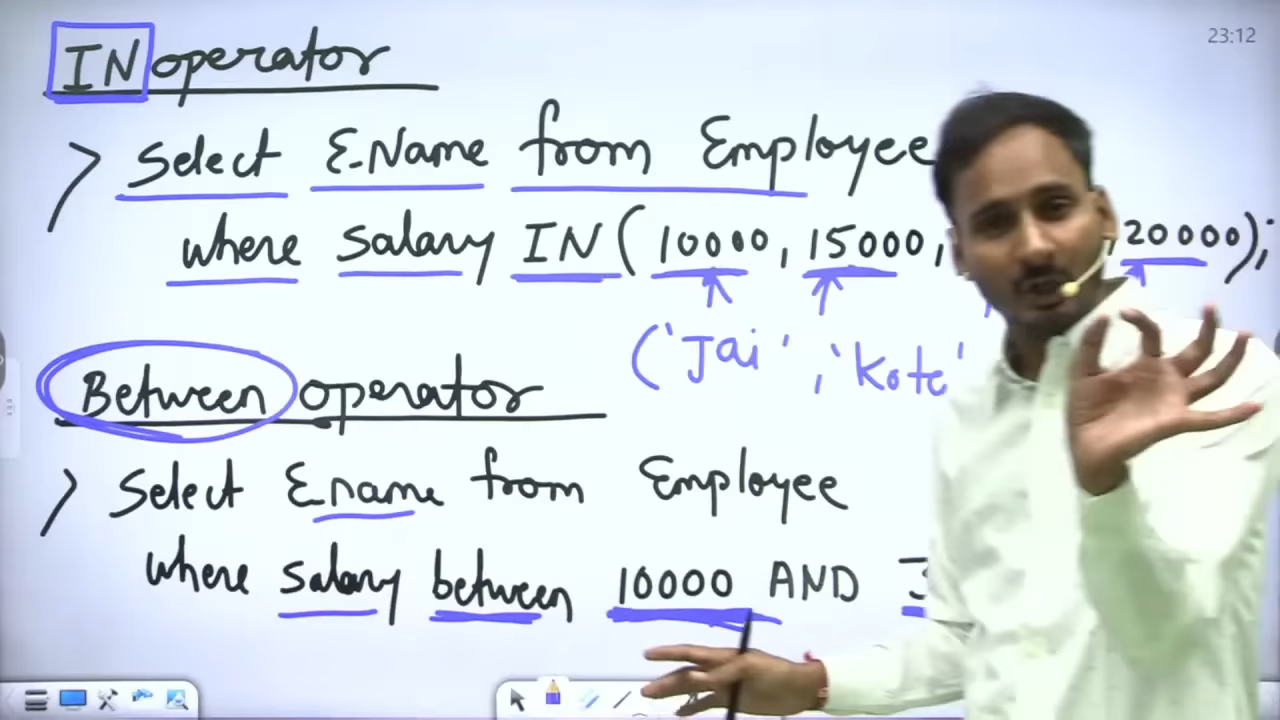 23:12
IN operator
> Select E.Name from Employee
where salary IN ( 10000, 15000, 20000);
('Jai' , 'Kote'
Between operator
> Select Ename from Employee
where salary between 10000 AND